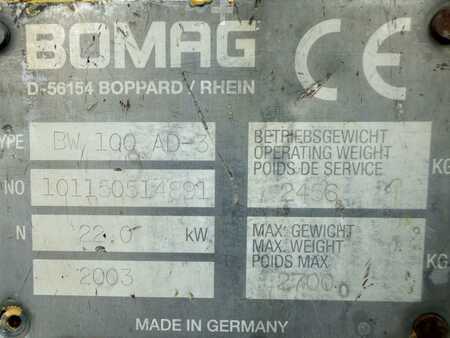 BOMAG CE
D-56154 BOPPARD / RHEIN
TYPE BW 100 AD-3
BETRIEBSGEWICHT
OPERATING WEIGHT
POIDS DE SERVICE
KG
NO 2456
N 22.0 kW
MAX. GEWICHT
MAX. WEIGHT
POIDS MAX
KG
2003 2700
MADE IN GERMANY